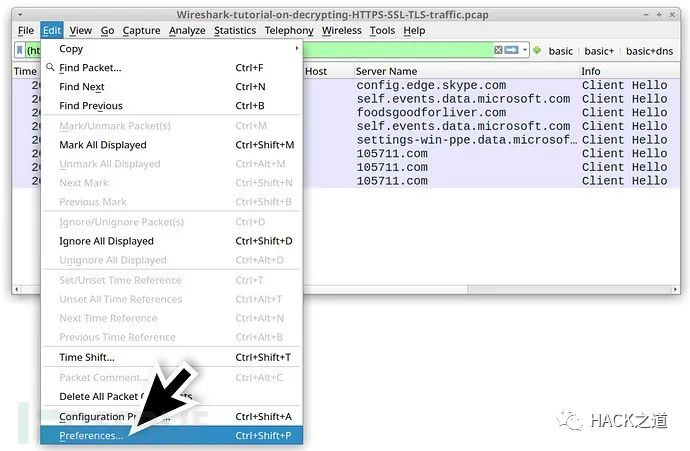 Wireshark-tutorial-on-decrypting-HTTPS-SSL-TLS-traffic.pcap
File Edit View Go Capture Analyze Statistics Telephony Wireless Tools Help
(ht basic basic+ basic+dns
Time Host Server Name Info
20 config.edge.skype.com Client Hello
20 self.events.data.microsoft.com Client Hello
20 foodsgoodforliver.com Client Hello
20 self.events.data.microsoft.com Client Hello
20 settings-win-ppe.data.microsof… Client Hello
20 105711.com Client Hello
20 105711.com Client Hello
20 105711.com Client Hello
Copy
Find Packet... Ctrl+F
Find Next Ctrl+N
Find Previous Ctrl+B
Mark/Unmark Packet(s) Ctrl+M
Mark All Displayed Ctrl+Shift+M
Unmark All Displayed Ctrl+Alt+M
Next Mark Ctrl+Shift+N
Previous Mark Ctrl+Shift+B
Ignore/Unignore Packet(s) Ctrl+D
Ignore All Displayed Ctrl+Shift+D
Unignore All Displayed Ctrl+Alt+D
Set/Unset Time Reference Ctrl+T
Unset All Time References Ctrl+Alt+T
Next Time Reference Ctrl+Alt+N
Previous Time Reference Ctrl+Alt+B
Time Shift... Ctrl+Shift+T
Packet Comment... Ctrl+Alt+C
Delete All Packet
Configuration Ctrl+Shift+A
Preferences... Ctrl+Shift+P
HACK之道